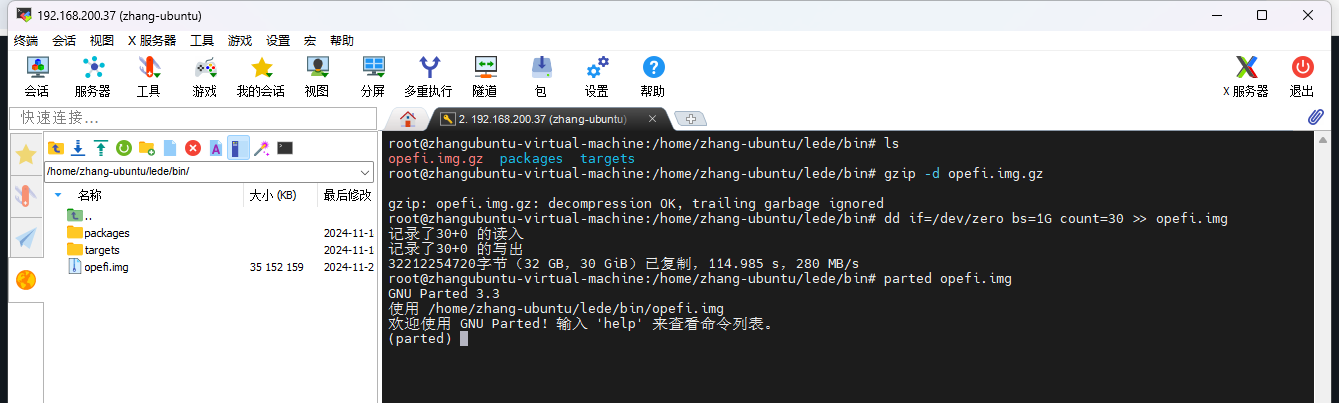 192.168.200.37 (zhang-ubuntu)
终端 会话 视图 X 服务器 工具 游戏 设置 宏 帮助
会话 服务器 工具 游戏 我的会话 视图 分屏 多重执行 隧道 包 设置 帮助 X 服务器 退出
快速连接...
2. 192.168.200.37 (zhang-ubuntu)
/home/zhang-ubuntu/lede/bin/
名称 大小 (KB) 最后修改
..
packages 2024-11-1
targets 2024-11-1
opefi.img 35 152 159 2024-11-2
root@zhangubuntu-virtual-machine:/home/zhang-ubuntu/lede/bin# ls
opefi.img.gz packages targets
root@zhangubuntu-virtual-machine:/home/zhang-ubuntu/lede/bin# gzip -d opefi.img.gz
gzip: opefi.img.gz: decompression OK, trailing garbage ignored
root@zhangubuntu-virtual-machine:/home/zhang-ubuntu/lede/bin# dd if=/dev/zero bs=1G count=30 >> opefi.img
记录了30+0 的读入
记录了30+0 的写出
32212254720字节 (32 GB, 30 GiB) 已复制, 114.985 s, 280 MB/s
root@zhangubuntu-virtual-machine:/home/zhang-ubuntu/lede/bin# parted opefi.img
GNU Parted 3.3
使用 /home/zhang-ubuntu/lede/bin/opefi.img
欢迎使用 GNU Parted! 输入 'help' 来查看命令列表。
(parted)